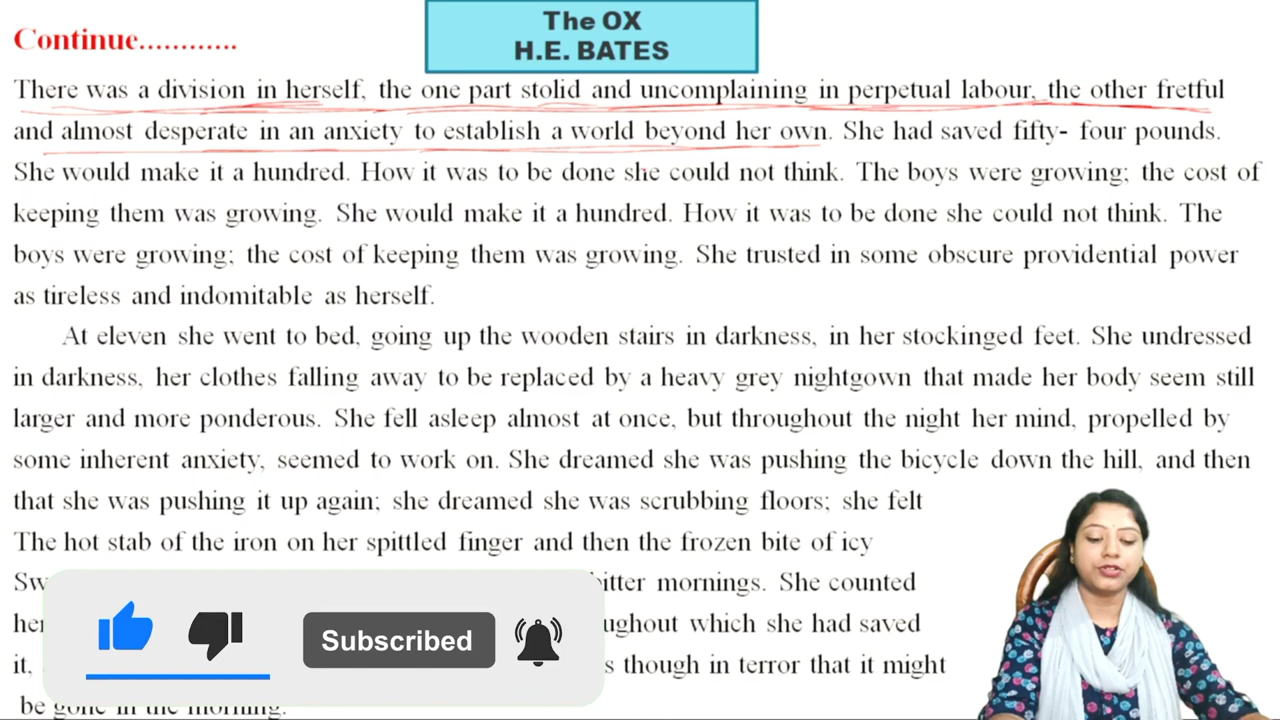 The OX
H.E. BATES
Continue............
There was a division in herself, the one part stolid and uncomplaining in perpetual labour, the other fretful
and almost desperate in an anxiety to establish a world beyond her own. She had saved fifty- four pounds.
She would make it a hundred. How it was to be done she could not think. The boys were growing; the cost of
keeping them was growing. She would make it a hundred. How it was to be done she could not think. The
boys were growing; the cost of keeping them was growing. She trusted in some obscure providential power
as tireless and indomitable as herself.
At eleven she went to bed, going up the wooden stairs in darkness, in her stockinged feet. She undressed
in darkness, her clothes falling away to be replaced by a heavy grey nightgown that made her body seem still
larger and more ponderous. She fell asleep almost at once, but throughout the night her mind, propelled by
some inherent anxiety, seemed to work on. She dreamed she was pushing the bicycle down the hill, and then
that she was pushing it up again; she dreamed she was scrubbing floors; she felt
The hot stab of the iron on her spittled finger and then the frozen bite of icy
bitter mornings. She counted
which she had saved
it, though in terror that it might
be gone in the morning.
Subscribed